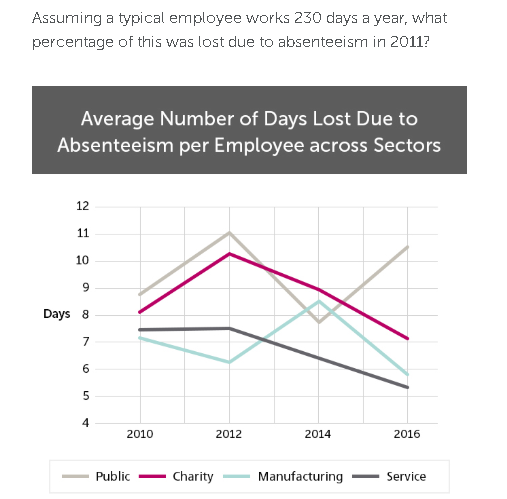 Assuming a typical employee works 230 days a year, what
percentage of this was lost due to absenteeism in 2011?
Average Number of Days Lost Due to
Absenteeism per Employee across Sectors
12
11
10
9
Days 8
7
6
5
4
2010 2012 2014 2016
Public Charity Manufacturing Service